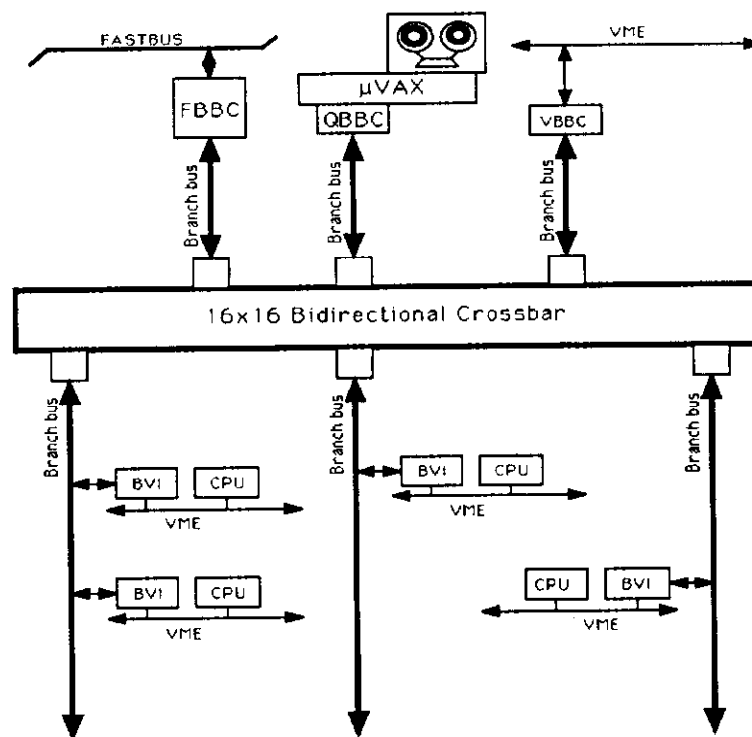 FASTBUS
VME
µVAX
FBBC
QBBC
VBBC
Branch bus
Branch bus
Branch bus
16x16 Bidirectional Crossbar
Branch bus
Branch bus
Branch bus
BVI CPU
VME
BVI CPU
VME
BVI CPU
VME
CPU BVI
VME